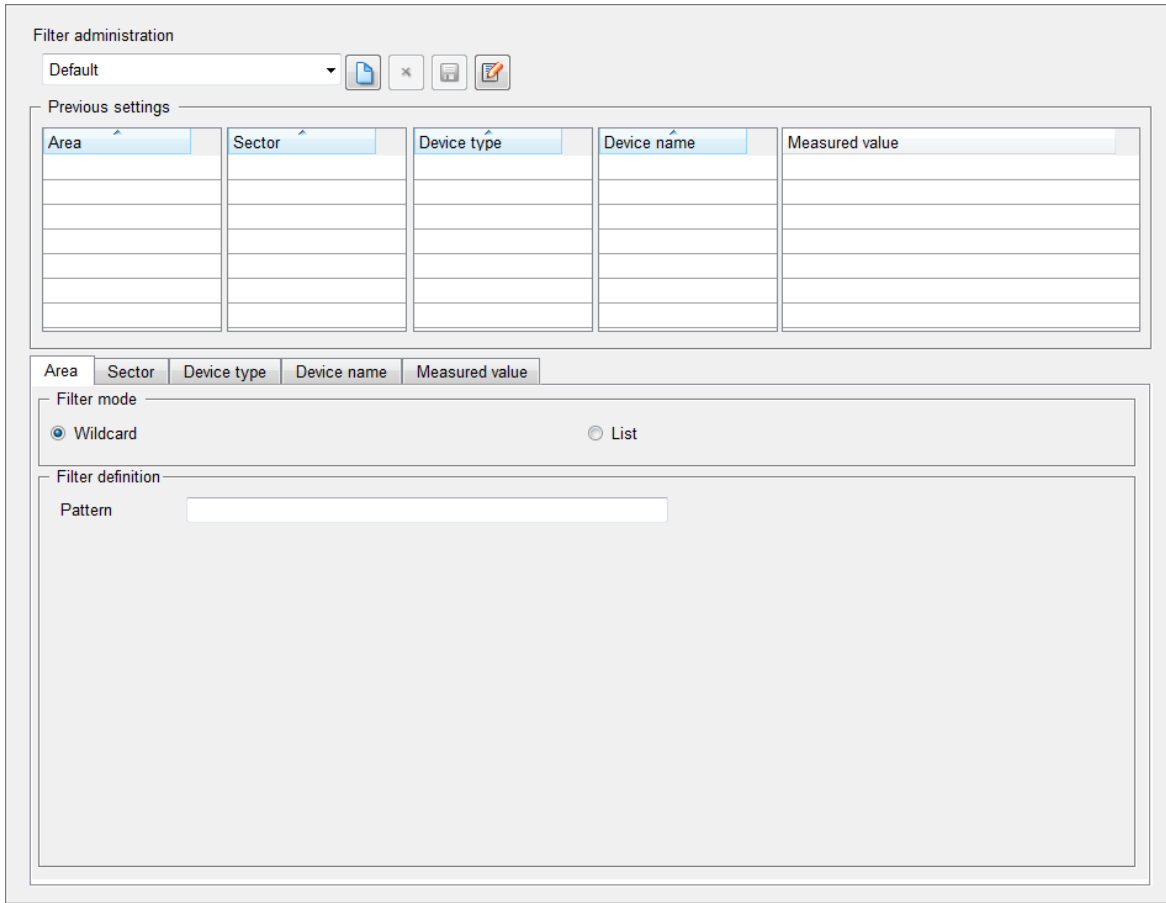 Filter administration
Default
Previous settings
Area Sector Device type Device name Measured value
Area Sector Device type Device name Measured value
Filter mode
Wildcard List
Filter definition
Pattern